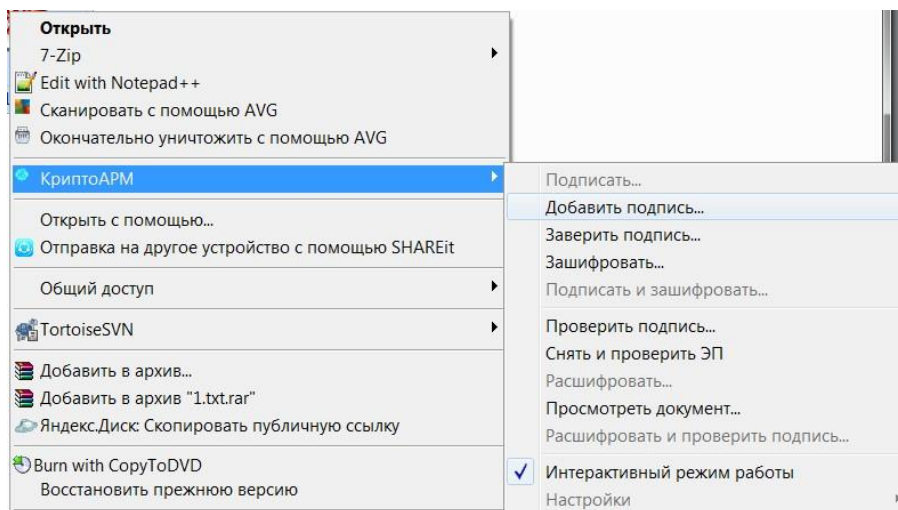 Открыть
7-Zip
Edit with Notepad++
Сканировать с помощью AVG
Окончательно уничтожить с помощью AVG
КриптоАРМ
Открыть с помощью...
Отправка на другое устройство с помощью SHAREit
Общий доступ
TortoiseSVN
Добавить в архив...
Добавить в архив "1.txt.rar"
Яндекс.Диск: Скопировать публичную ссылку
Burn with CopyToDVD
Восстановить прежнюю версию
Подписать...
Добавить подпись...
Заверить подпись...
Зашифровать...
Подписать и зашифровать...
Проверить подпись...
Снять и проверить ЭП
Расшифровать...
Просмотреть документ...
Расшифровать и проверить подпись...
Интерактивный режим работы
Настройки